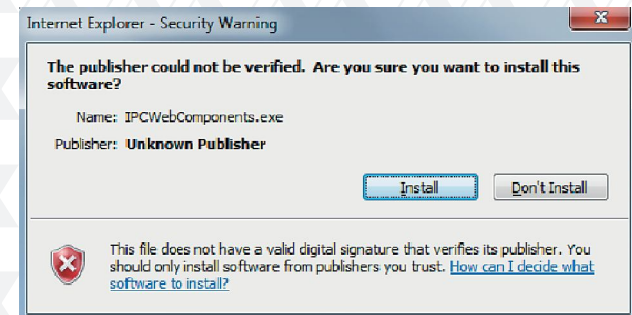 Internet Explorer - Security Warning
The publisher could not be verified. Are you sure you want to install this
software?
Name: IPCWebComponents.exe
Publisher: Unknown Publisher
Install Don't Install
This file does not have a valid digital signature that verifies its publisher. You
should only install software from publishers you trust. How can I decide what
software to install?